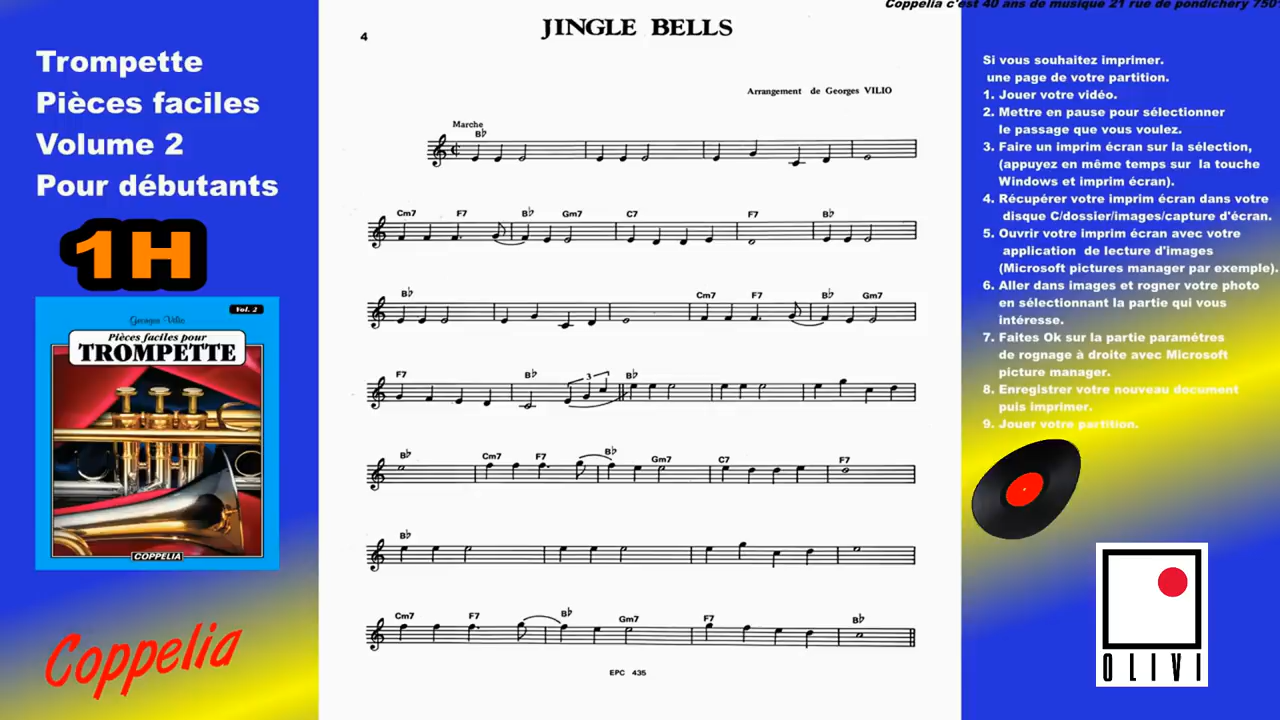 Coppelia c'est 40 ans de musique 21 rue de pondichéry 750
JINGLE BELLS
4
Trompette
Pièces faciles
Volume 2
Pour débutants
1H
Vol. 2
Georges Vilio
Pièces faciles pour
TROMPETTE
COPPELIA
Coppelia
Arrangement de Georges VILIO
Marche
B♭
Cm7 F7 B♭ Gm7 C7 F7 B♭
B♭ Cm7 F7 B♭ Gm7
F7 B♭ 3 B♭
B♭ Cm7 F7 B♭ Gm7 C7 F7
B♭
Cm7 F7 B♭ Gm7 F7 B♭
EPC 435
Si vous souhaitez imprimer.
une page de votre partition.
1. Jouer votre vidéo.
2. Mettre en pause pour sélectionner
le passage que vous voulez.
3. Faire un imprim écran sur la sélection,
(appuyez en même temps sur la touche
Windows et imprim écran).
4. Récupérer votre imprim écran dans votre
disque C/dossier/images/capture d'écran.
5. Ouvrir votre imprim écran avec votre
application de lecture d'images
(Microsoft pictures manager par exemple).
6. Aller dans images et rogner votre photo
en sélectionnant la partie qui vous
intéresse.
7. Faites Ok sur la partie paramétres
de rognage à droite avec Microsoft
picture manager.
8. Enregistrer votre nouveau document
puis imprimer.
9. Jouer votre partition.
OLIVI